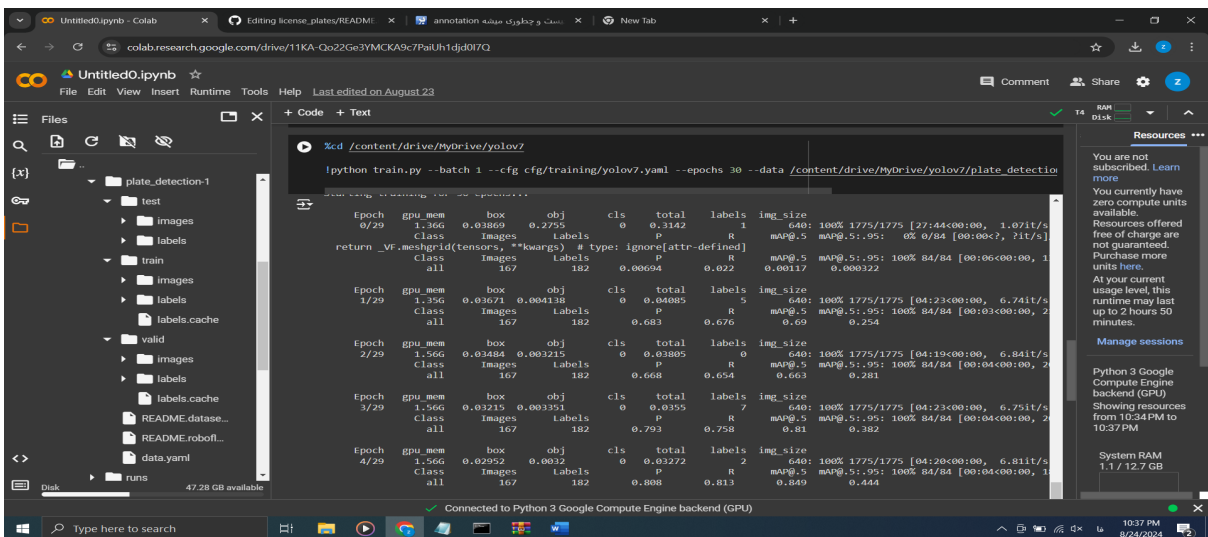 Untitled0.ipynb - Colab
Editing license_plates/README
annotation چیست و چطوری میشه
New Tab
colab.research.google.com/drive/11KA-Qo22Ge3YMCKA9c7PaiUh1djd0I7Q
Untitled0.ipynb
Comment
Share
Z
File Edit View Insert Runtime Tools Help Last edited on August 23
Files
+ Code + Text
T4 RAM Disk
..
plate_detection-1
test
images
labels
train
images
labels
labels.cache
valid
images
labels
labels.cache
README.datase...
README.robofl...
data.yaml
runs
Disk 47.28 GB available
%cd /content/drive/MyDrive/yolov7
!python train.py --batch 1 --cfg cfg/training/yolov7.yaml --epochs 30 --data /content/drive/MyDrive/yolov7/plate_detectio
Starting training for 30 epochs...
Epoch gpu_mem box obj cls total labels img_size
0/29 1.36G 0.03869 0.2755 0 0.3142 1 640: 100% 1775/1775 [27:44<00:00, 1.07it/s
Class Images Labels P R mAP@.5 mAP@.5:.95: 0% 0/84 [00:00<?, ?it/s]
return _VF.meshgrid(tensors, **kwargs) # type: ignore[attr-defined]
Class Images Labels P R mAP@.5 mAP@.5:.95: 100% 84/84 [00:06<00:00, 1
all 167 182 0.00694 0.022 0.00117 0.000322
Epoch gpu_mem box obj cls total labels img_size
1/29 1.35G 0.03671 0.004138 0 0.04085 5 640: 100% 1775/1775 [04:23<00:00, 6.74it/s
Class Images Labels P R mAP@.5 mAP@.5:.95: 100% 84/84 [00:03<00:00, 2
all 167 182 0.683 0.676 0.69 0.254
Epoch gpu_mem box obj cls total labels img_size
2/29 1.56G 0.03484 0.003215 0 0.03805 0 640: 100% 1775/1775 [04:19<00:00, 6.84it/s
Class Images Labels P R mAP@.5 mAP@.5:.95: 100% 84/84 [00:04<00:00, 2
all 167 182 0.668 0.654 0.663 0.281
Epoch gpu_mem box obj cls total labels img_size
3/29 1.56G 0.03215 0.003351 0 0.0355 7 640: 100% 1775/1775 [04:23<00:00, 6.75it/s
Class Images Labels P R mAP@.5 mAP@.5:.95: 100% 84/84 [00:04<00:00, 2
all 167 182 0.793 0.758 0.81 0.382
Epoch gpu_mem box obj cls total labels img_size
4/29 1.56G 0.02952 0.0032 0 0.03272 2 640: 100% 1775/1775 [04:20<00:00, 6.81it/s
Class Images Labels P R mAP@.5 mAP@.5:.95: 100% 84/84 [00:04<00:00, 1
all 167 182 0.808 0.813 0.849 0.444
Resources
You are not
subscribed. Learn
more
You currently have
zero compute units
available.
Resources offered
free of charge are
not guaranteed.
Purchase more
units here.
At your current
usage level, this
runtime may last
up to 2 hours 50
minutes.
Manage sessions
Python 3 Google
Compute Engine
backend (GPU)
Showing resources
from 10:34 PM to
10:37 PM
System RAM
1.1 / 12.7 GB
Connected to Python 3 Google Compute Engine backend (GPU)
Type here to search
فا
10:37 PM
8/24/2024